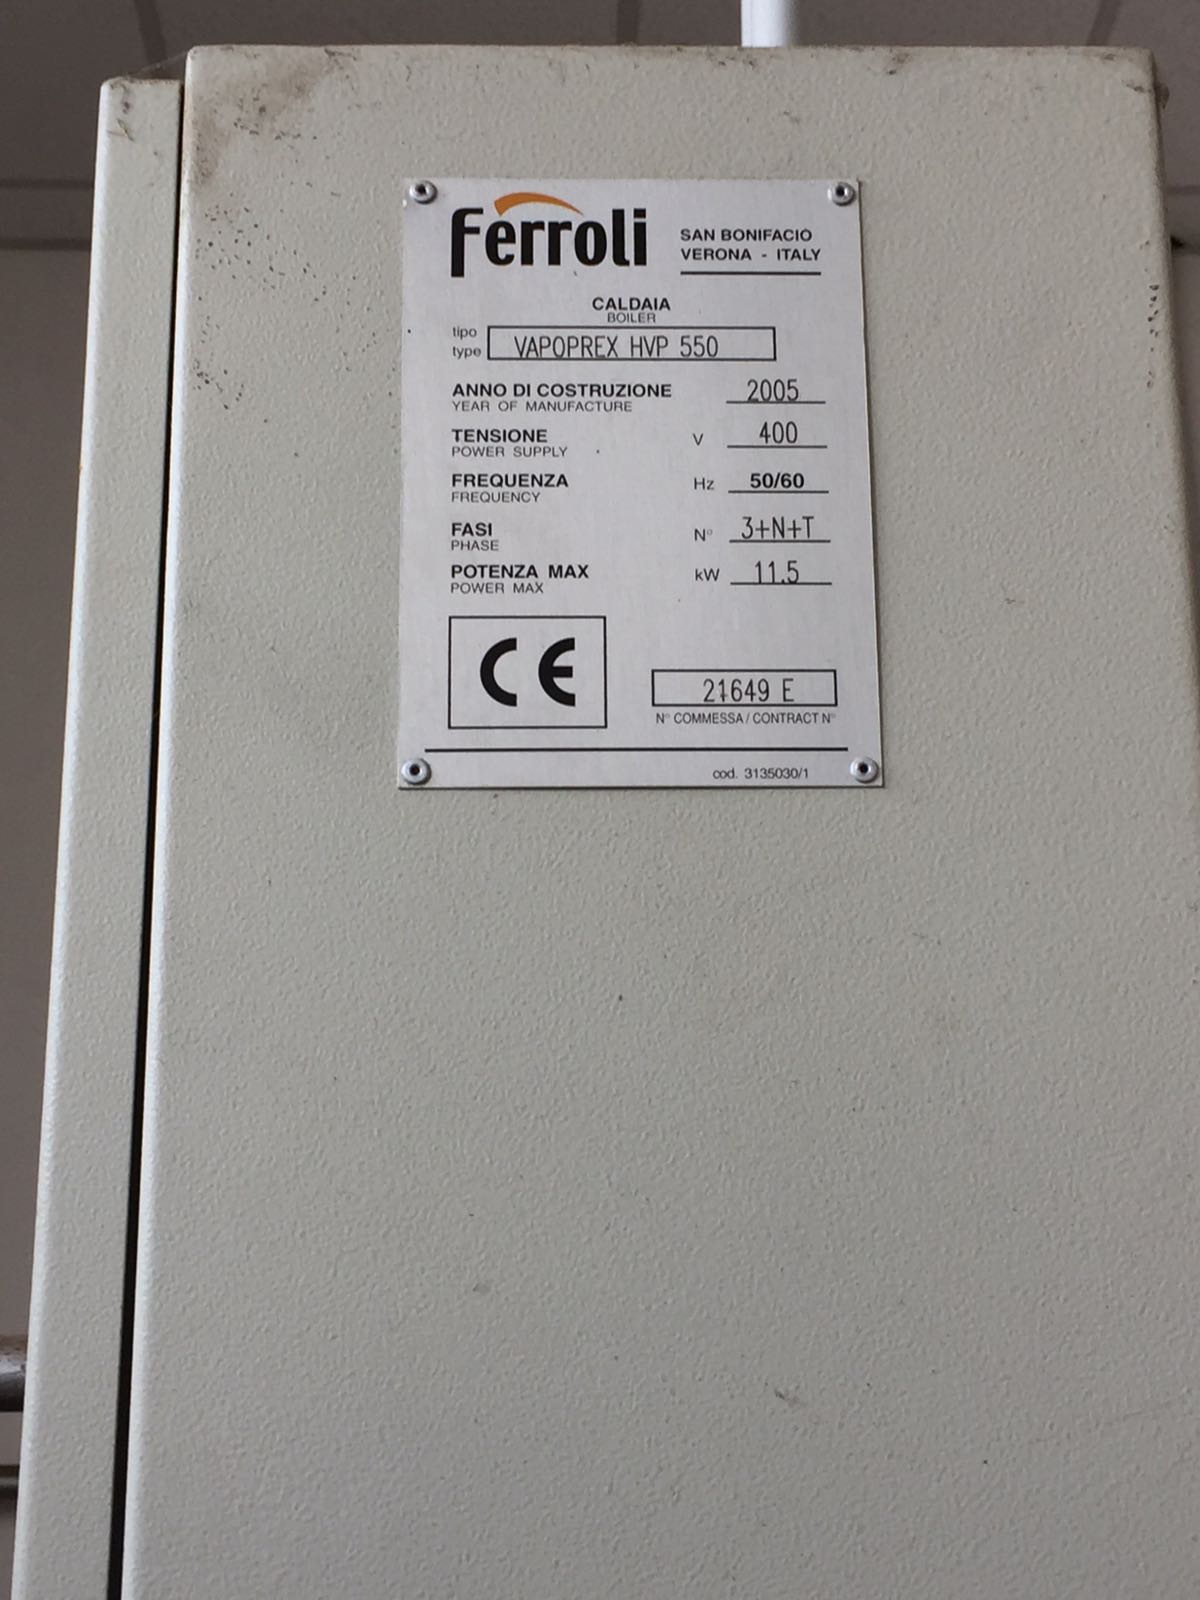 ferroli
SAN BONIFACIO
VERONA - ITALY
CALDAIA
BOILER
tipo
type VAPOPREX HVP 550
ANNO DI COSTRUZIONE 2005
YEAR OF MANUFACTURE
TENSIONE V 400
POWER SUPPLY
FREQUENZA Hz 50/60
FREQUENCY
FASI N° 3+N+T
PHASE
POTENZA MAX kW 11.5
POWER MAX
CE
21649 E
N° COMMESSA / CONTRACT N°
cod. 3135030/1